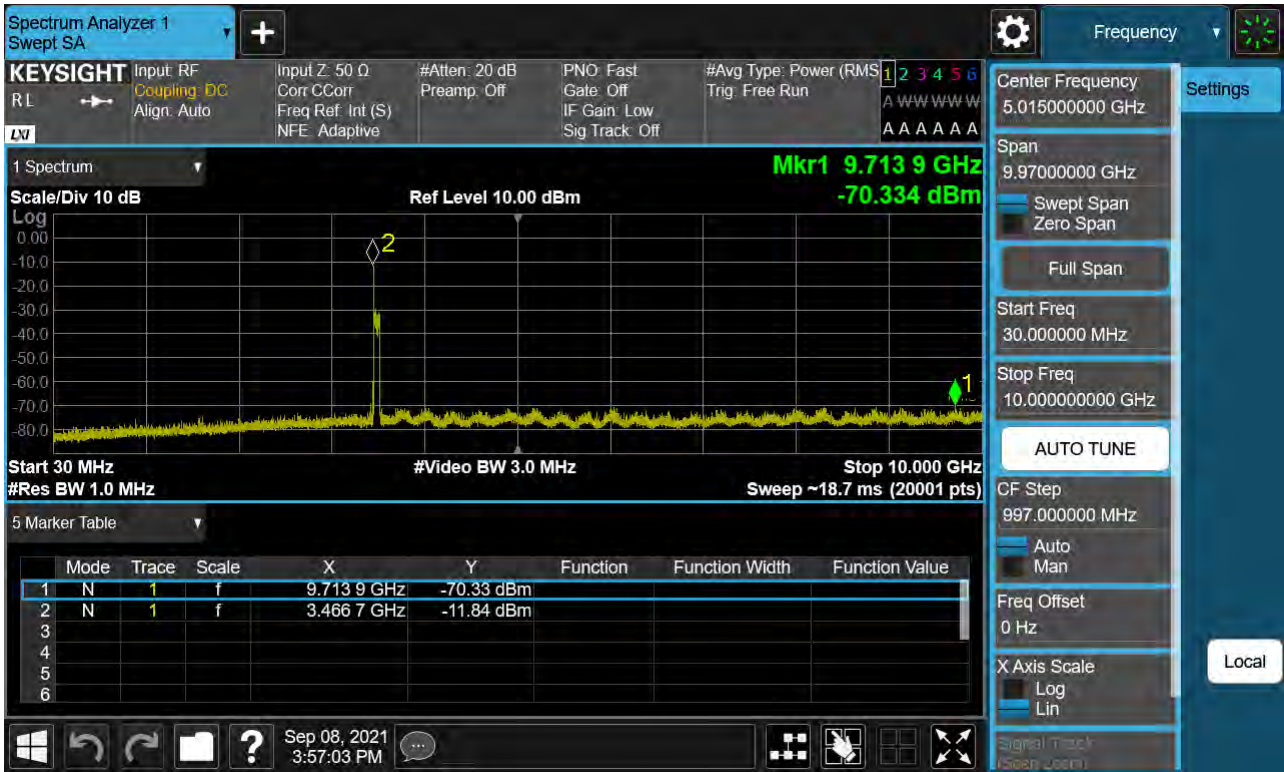 Spectrum Analyzer 1
Swept SA
+
Frequency
KEYSIGHT
RL
LXI
Input: RF
Coupling: DC
Align: Auto
Input Z: 50 Ω
Corr CCorr
Freq Ref: Int (S)
NFE: Adaptive
#Atten: 20 dB
Preamp: Off
PNO: Fast
Gate: Off
IF Gain: Low
Sig Track: Off
#Avg Type: Power (RMS
Trig: Free Run
1 2 3 4 5 6
A W W W W W
A A A A A A
1 Spectrum
Scale/Div 10 dB
Ref Level 10.00 dBm
Mkr1 9.713 9 GHz
-70.334 dBm
Log
0.00
-10.0
-20.0
-30.0
-40.0
-50.0
-60.0
-70.0
-80.0
2
1
Start 30 MHz
#Video BW 3.0 MHz
Stop 10.000 GHz
#Res BW 1.0 MHz
Sweep ~18.7 ms (20001 pts)
5 Marker Table
Mode Trace Scale X Y Function Function Width Function Value
1 N 1 f 9.713 9 GHz -70.33 dBm
2 N 1 f 3.466 7 GHz -11.84 dBm
3
4
5
6
Center Frequency
5.015000000 GHz
Settings
Span
9.97000000 GHz
Swept Span
Zero Span
Full Span
Start Freq
30.000000 MHz
Stop Freq
10.000000000 GHz
AUTO TUNE
CF Step
997.000000 MHz
Auto
Man
Freq Offset
0 Hz
X Axis Scale
Log
Lin
Local
Signal Track
(Span Zoom)
?
Sep 08, 2021
3:57:03 PM